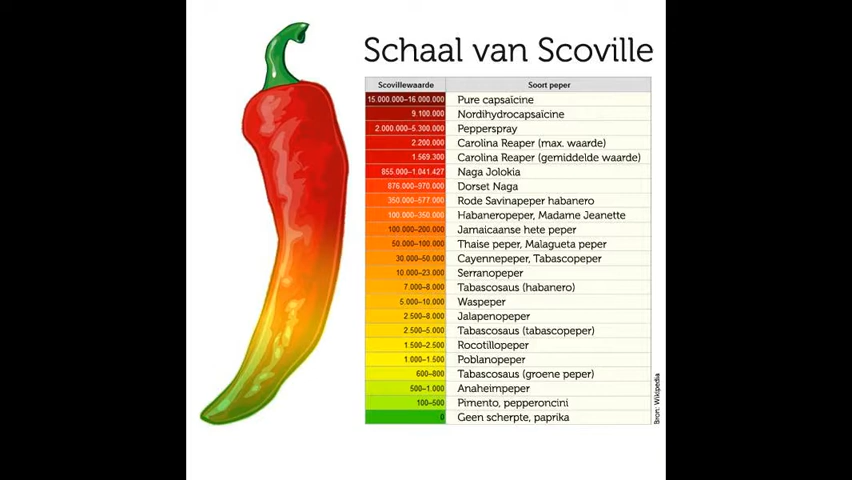 Schaal van Scoville
Scovillewaarde Soort peper
15.000.000–16.000.000 Pure capsaïcine
9.100.000 Nordihydrocapsaïcine
2.000.000–5.300.000 Pepperspray
2.200.000 Carolina Reaper (max. waarde)
1.569.300 Carolina Reaper (gemiddelde waarde)
855.000–1.041.427 Naga Jolokia
876.000–970.000 Dorset Naga
350.000–577.000 Rode Savinapeper habanero
100.000–350.000 Habaneropeper, Madame Jeanette
100.000–200.000 Jamaicaanse hete peper
50.000–100.000 Thaise peper, Malagueta peper
30.000–50.000 Cayennepeper, Tabascopeper
10.000–23.000 Serranopeper
7.000–8.000 Tabascosaus (habanero)
5.000–10.000 Waspeper
2.500–8.000 Jalapenopeper
2.500–5.000 Tabascosaus (tabascopeper)
1.500–2.500 Rocotillopeper
1.000–1.500 Poblanopeper
600–800 Tabascosaus (groene peper)
500–1.000 Anaheimpeper
100–500 Pimento, pepperoncini
0 Geen scherpte, paprika
Bron: Wikipedia